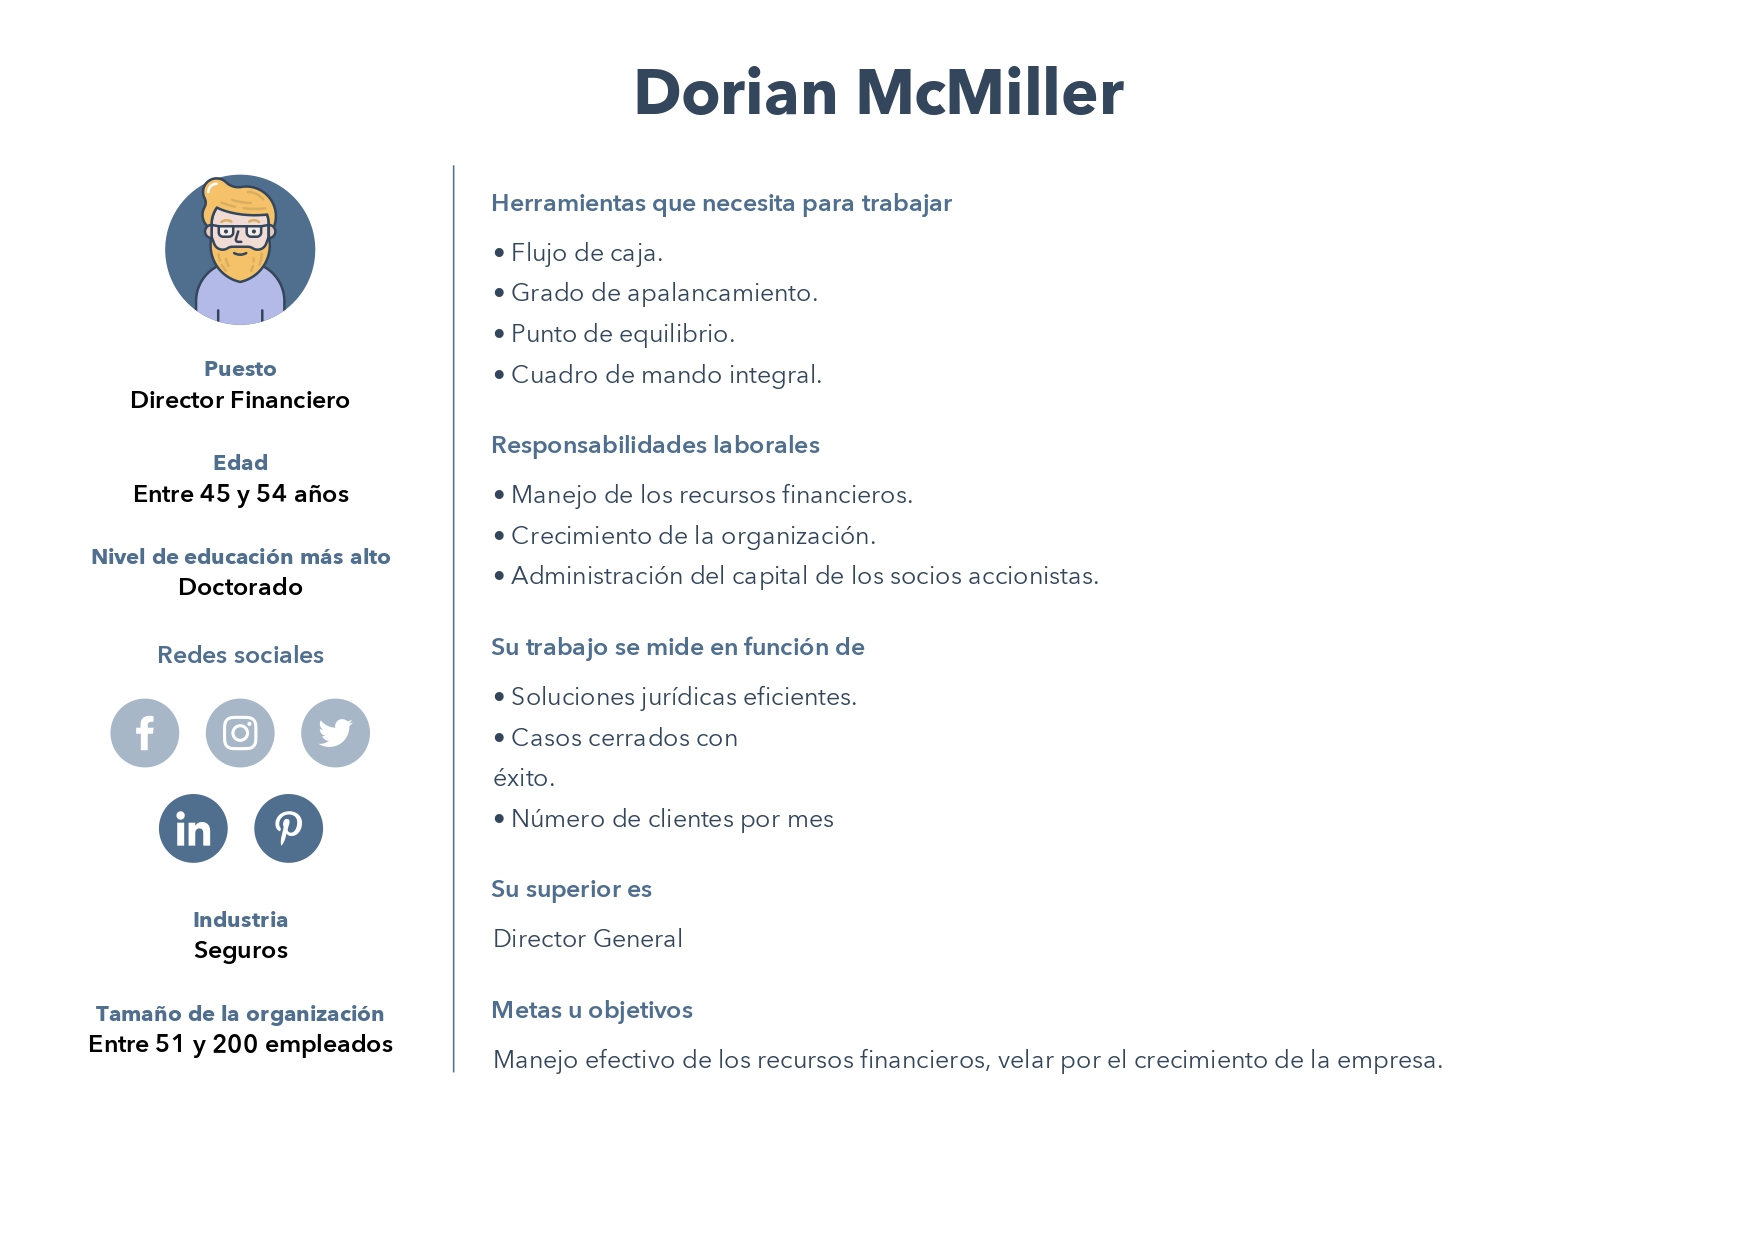 Dorian McMiller
Puesto
Director Financiero
Edad
Entre 45 y 54 años
Nivel de educación más alto
Doctorado
Redes sociales
in
Industria
Seguros
Tamaño de la organización
Entre 51 y 200 empleados
Herramientas que necesita para trabajar
• Flujo de caja.
• Grado de apalancamiento.
• Punto de equilibrio.
• Cuadro de mando integral.
Responsabilidades laborales
• Manejo de los recursos financieros.
• Crecimiento de la organización.
• Administración del capital de los socios accionistas.
Su trabajo se mide en función de
• Soluciones jurídicas eficientes.
• Casos cerrados con
éxito.
• Número de clientes por mes
Su superior es
Director General
Metas u objetivos
Manejo efectivo de los recursos financieros, velar por el crecimiento de la empresa.